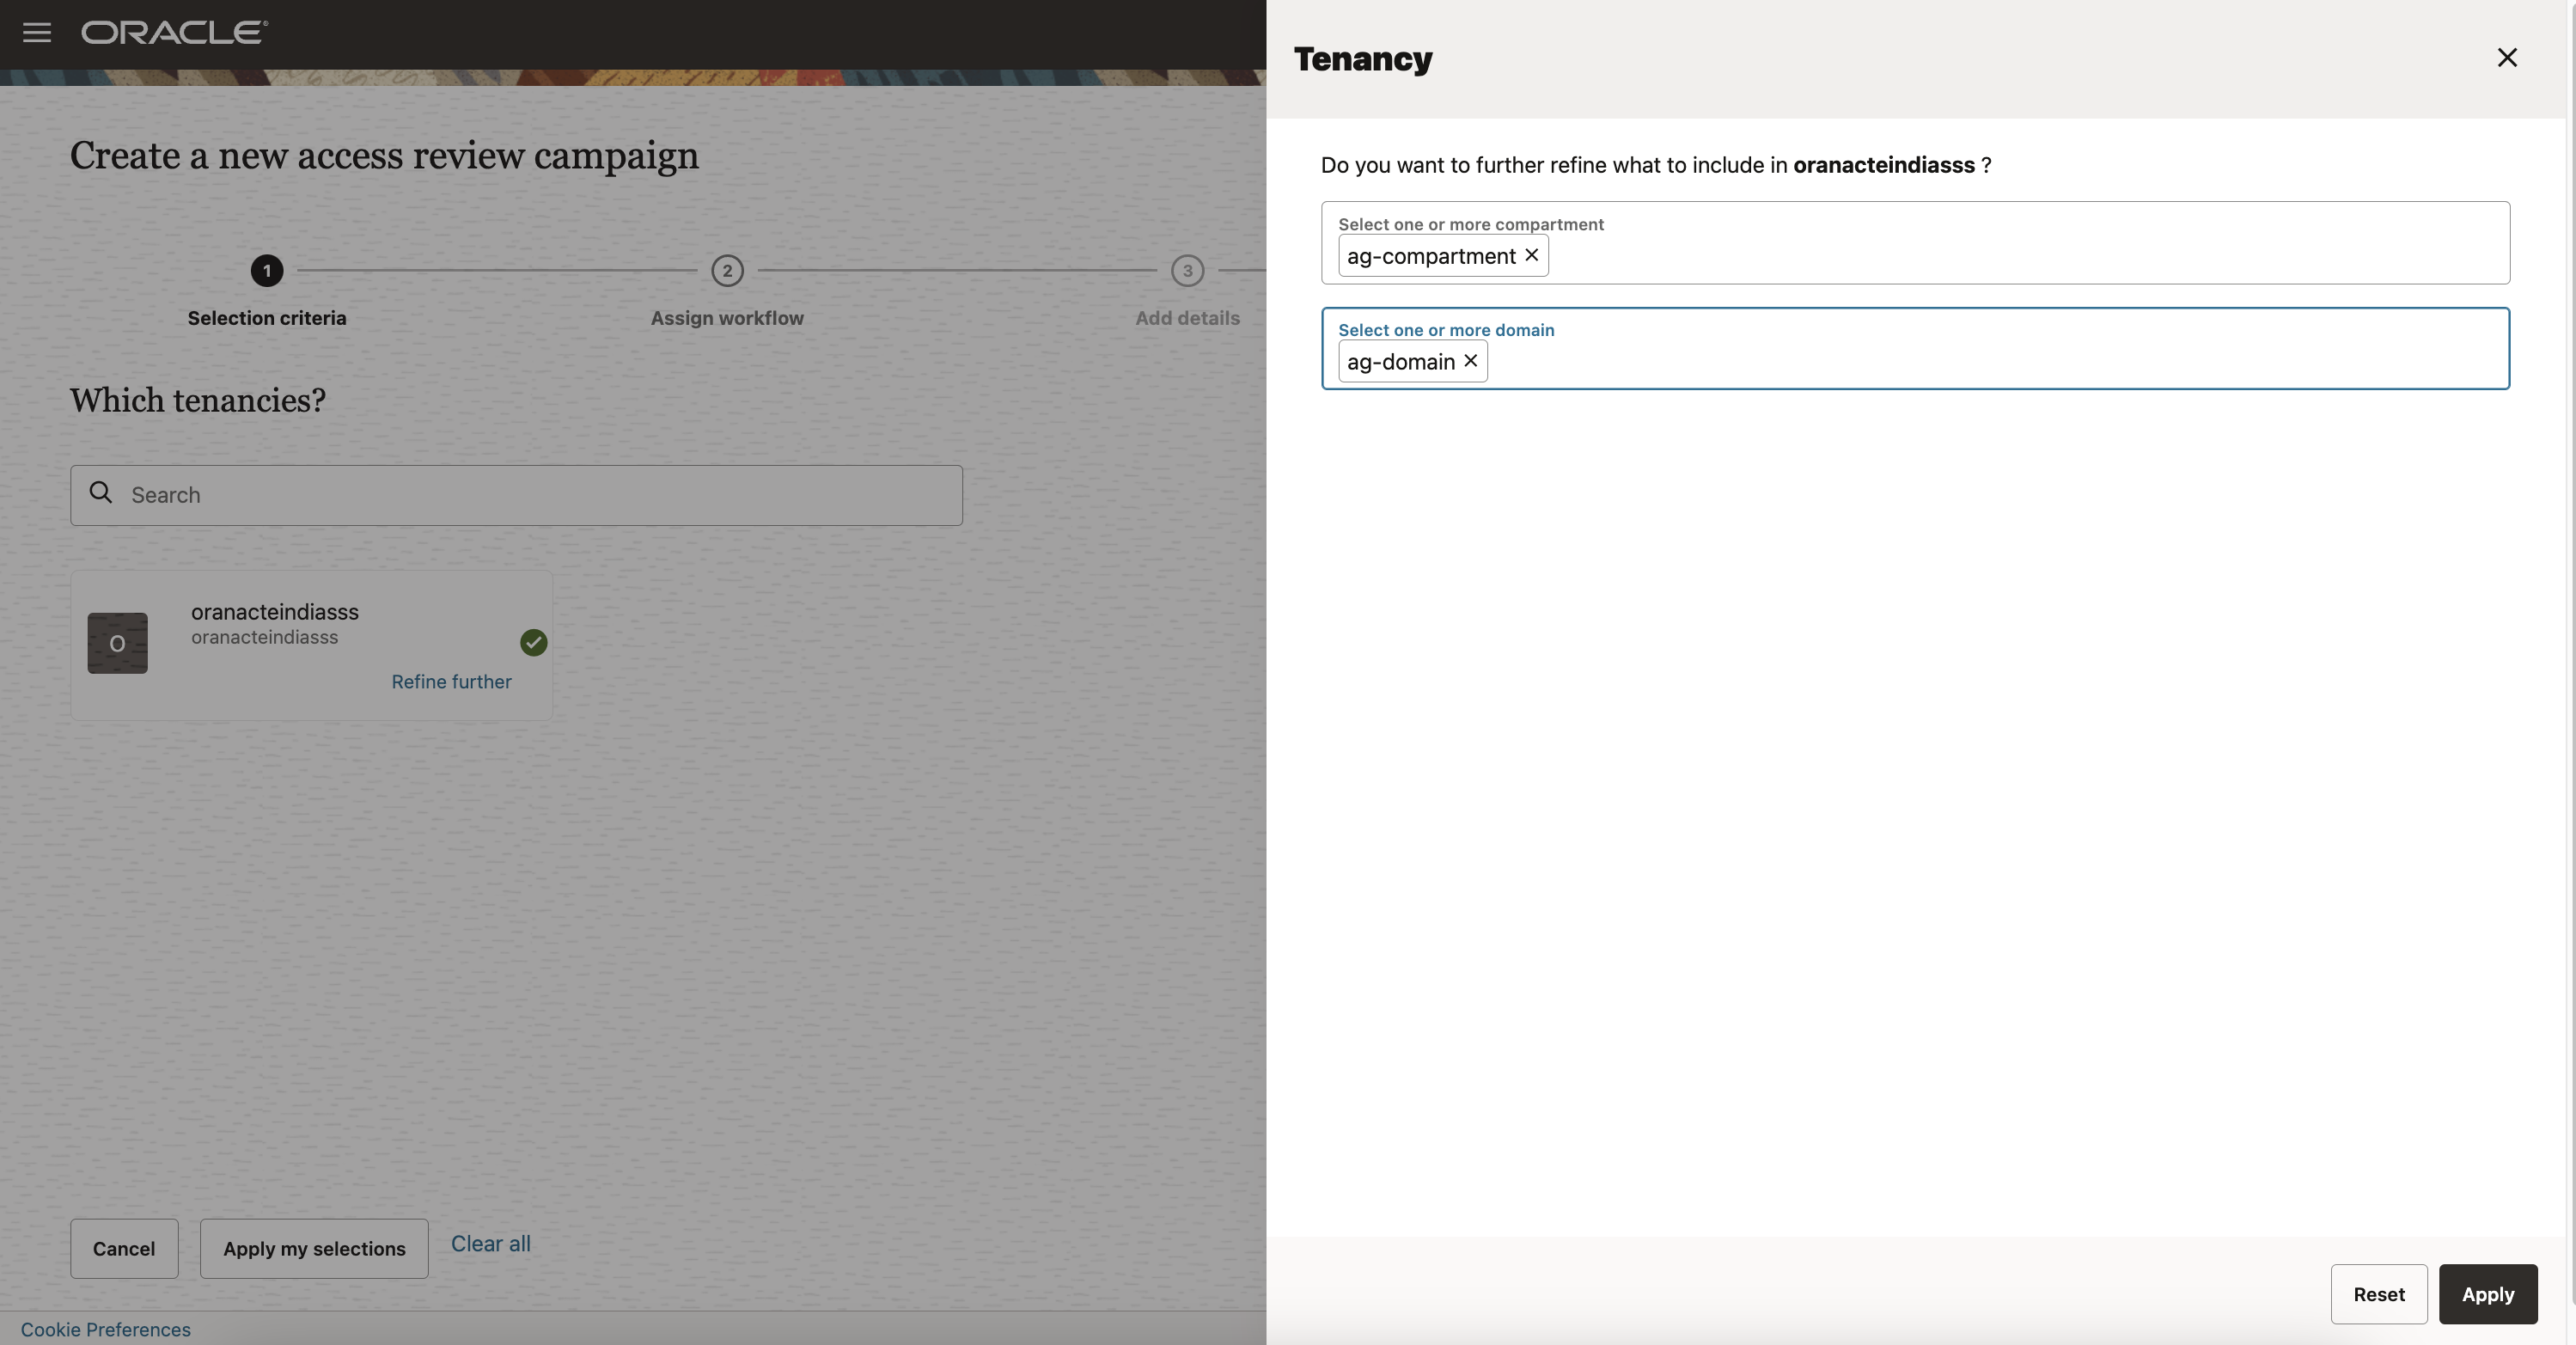 ORACLE
Create a new access review campaign
1
2
3
Selection criteria
Assign workflow
Add details
Which tenancies?
Search
O
oranacteindiasss
oranacteindiasss
Refine further
Cancel
Apply my selections
Clear all
Cookie Preferences
Tenancy
Do you want to further refine what to include in oranacteindiasss ?
Select one or more compartment
ag-compartment
Select one or more domain
ag-domain
Reset
Apply